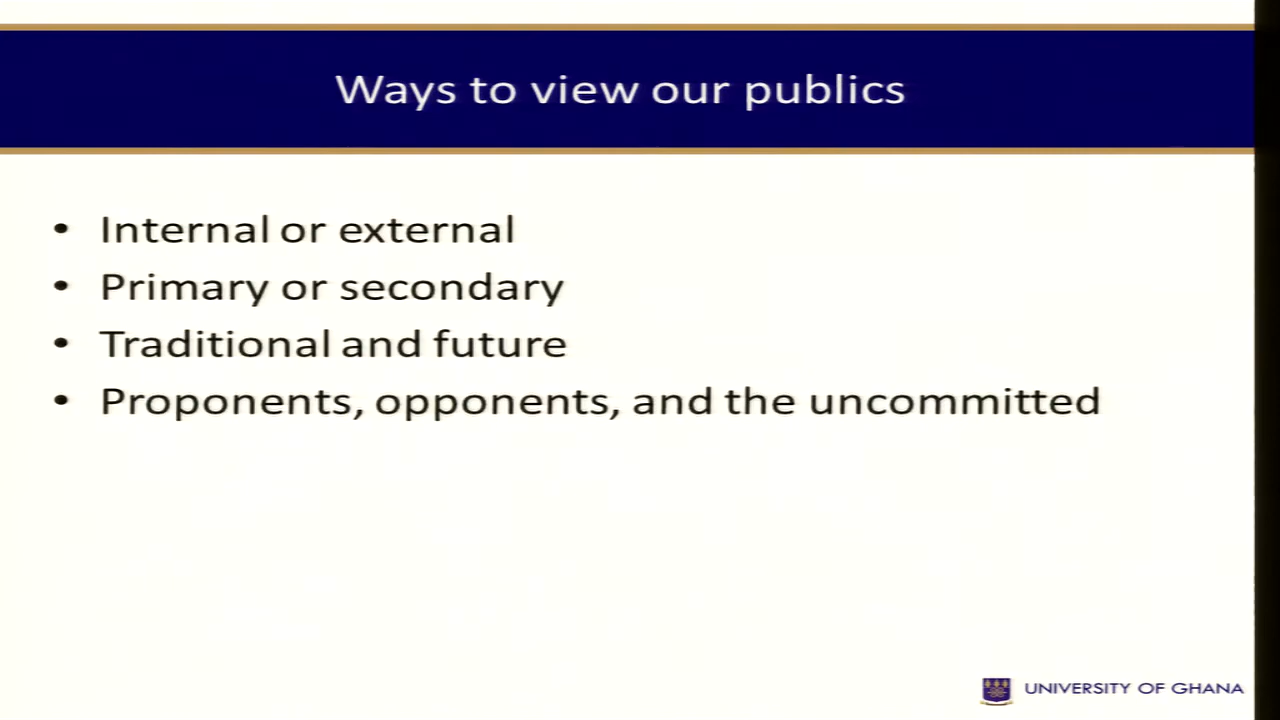 Ways to view our publics
• Internal or external
• Primary or secondary
• Traditional and future
• Proponents, opponents, and the uncommitted
UNIVERSITY OF GHANA